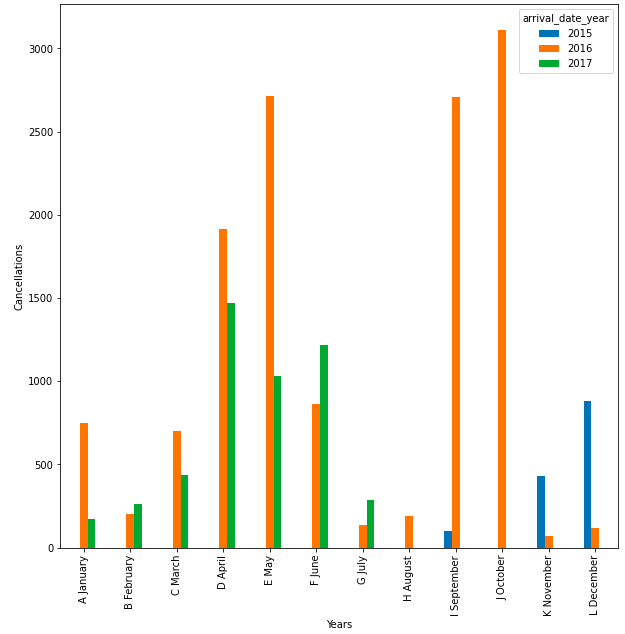 arrival_date_year
2015
2016
2017
3000
2500
2000
1500
1000
500
0
Cancellations
A January
B February
C March
D April
E May
F June
G July
H August
I September
J October
K November
L December
Years